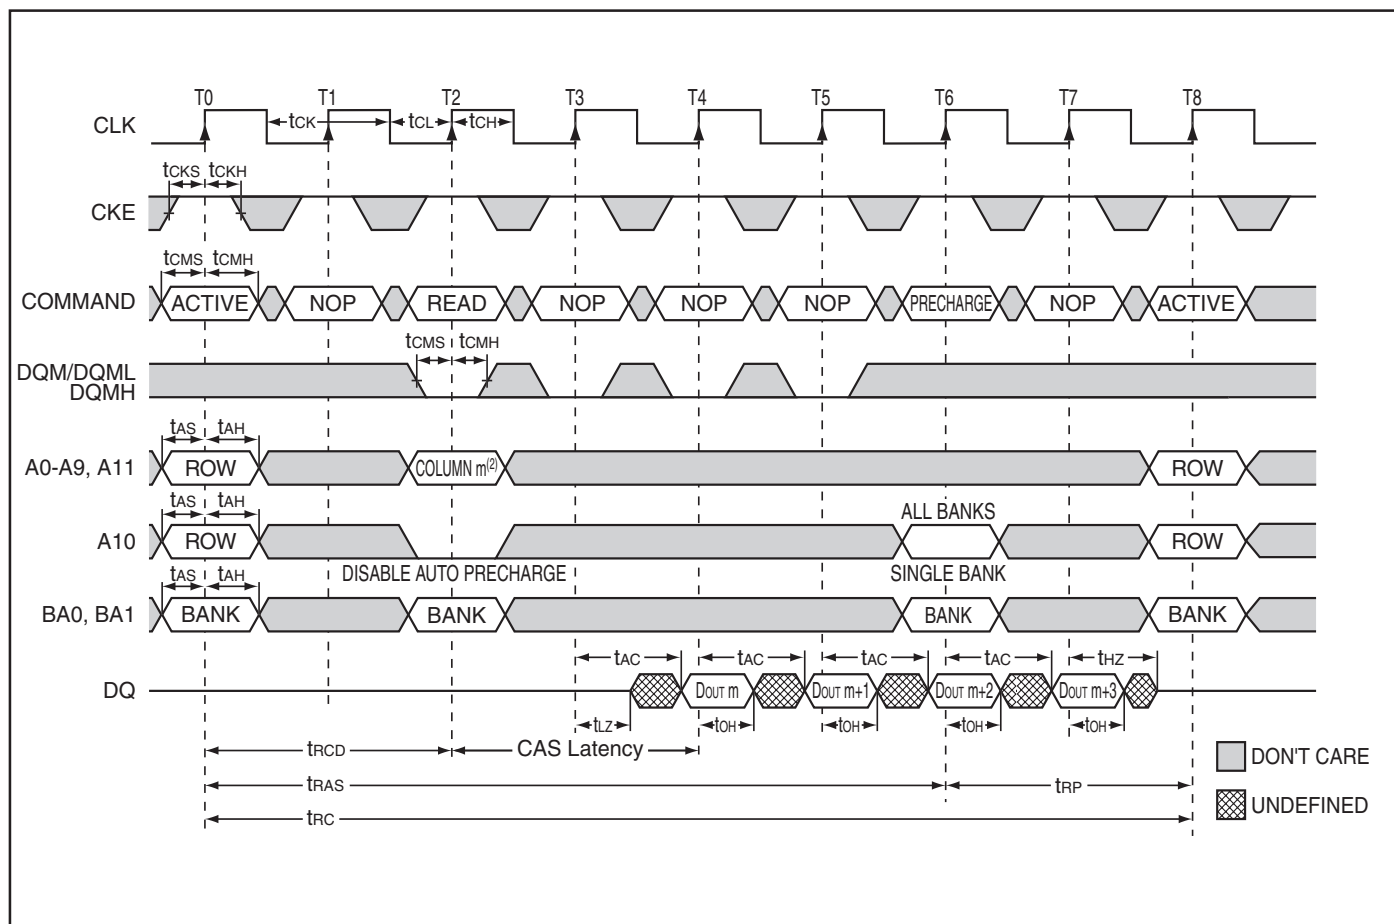 T0 T1 T2 T3 T4 T5 T6 T7 T8
CLK tCK tCL tCH
tCKS tCKH
CKE
tCMS tCMH
COMMAND ACTIVE NOP READ NOP NOP NOP PRECHARGE NOP ACTIVE
tCMS tCMH
DQM/DQML
DQMH
tAS tAH
A0-A9, A11 ROW COLUMN m(2) ROW
tAS tAH ALL BANKS
A10 ROW ROW
DISABLE AUTO PRECHARGE SINGLE BANK
tAS tAH
BA0, BA1 BANK BANK BANK BANK
tAC tAC tAC tAC tHZ
DQ DOUT m DOUT m+1 DOUT m+2 DOUT m+3
tLZ tOH tOH tOH tOH
tRCD CAS Latency
DON'T CARE
tRAS tRP
UNDEFINED
tRC